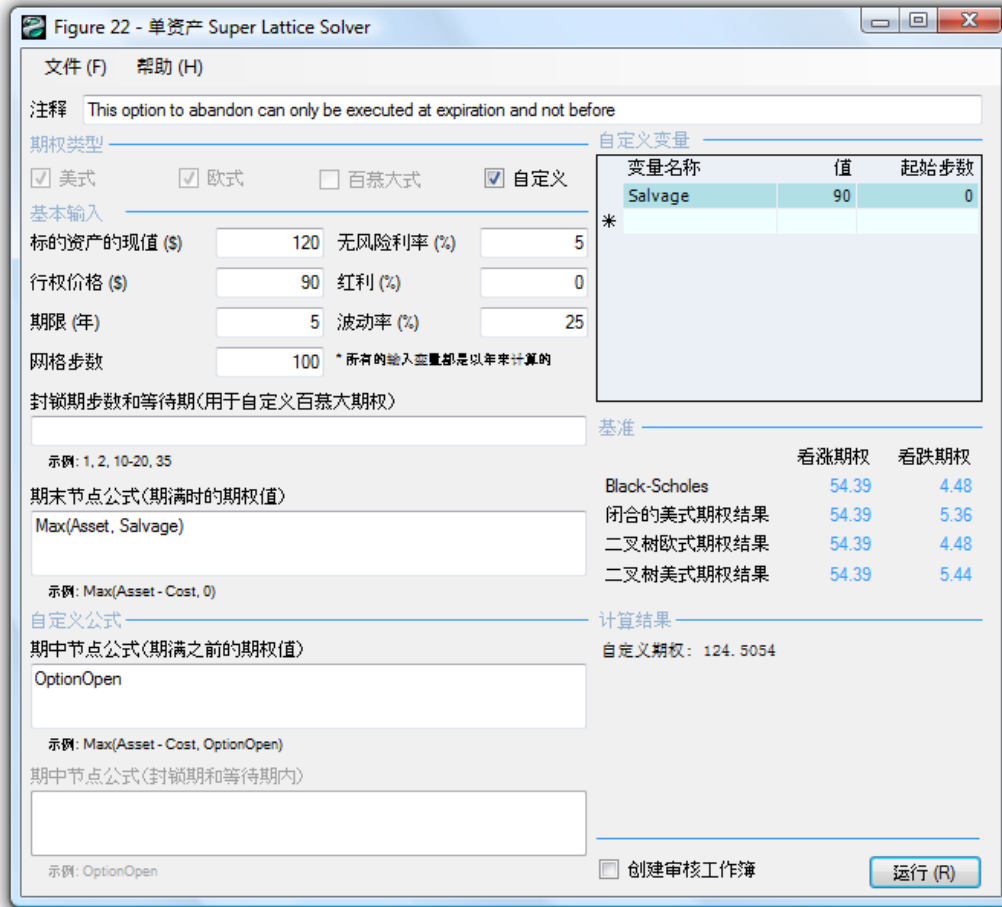 Figure 22 - 单资产 Super Lattice Solver
文件 (F) 帮助 (H)
注释 This option to abandon can only be executed at expiration and not before
期权类型
美式 欧式 百慕大式 自定义
基本输入
标的资产的现值 ($) 120 无风险利率 (%) 5
行权价格 ($) 90 红利 (%) 0
期限 (年) 5 波动率 (%) 25
网格步数 100 * 所有的输入变量都是以年来计算的
封锁期步数和等待期(用于自定义百慕大期权)
示例: 1, 2, 10-20, 35
期末节点公式(期满时的期权值)
Max(Asset, Salvage)
示例: Max(Asset - Cost, 0)
自定义公式
期中节点公式(期满之前的期权值)
OptionOpen
示例: Max(Asset - Cost, OptionOpen)
期中节点公式(封锁期和等待期内)
示例: OptionOpen
自定义变量
变量名称 值 起始步数
Salvage 90 0
*
基准
看涨期权 看跌期权
Black-Scholes 54.39 4.48
闭合的美式期权结果 54.39 5.36
二叉树欧式期权结果 54.39 4.48
二叉树美式期权结果 54.39 5.44
计算结果
自定义期权: 124.5054
创建审核工作簿 运行 (R)